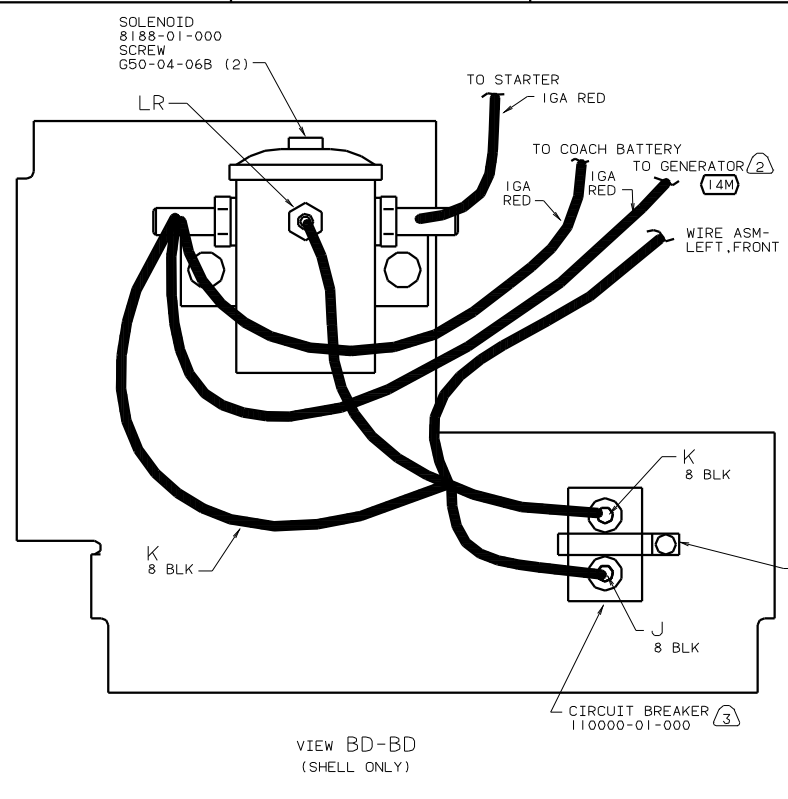 SOLENOID
8188-01-000
SCREW
G50-04-06B (2)
LR
TO STARTER
1GA RED
TO COACH BATTERY
TO GENERATOR 2
14M
1GA
RED
1GA
RED
WIRE ASM-
LEFT,FRONT
K
8 BLK
K
8 BLK
J
8 BLK
CIRCUIT BREAKER 3
110000-01-000
VIEW BD-BD
(SHELL ONLY)